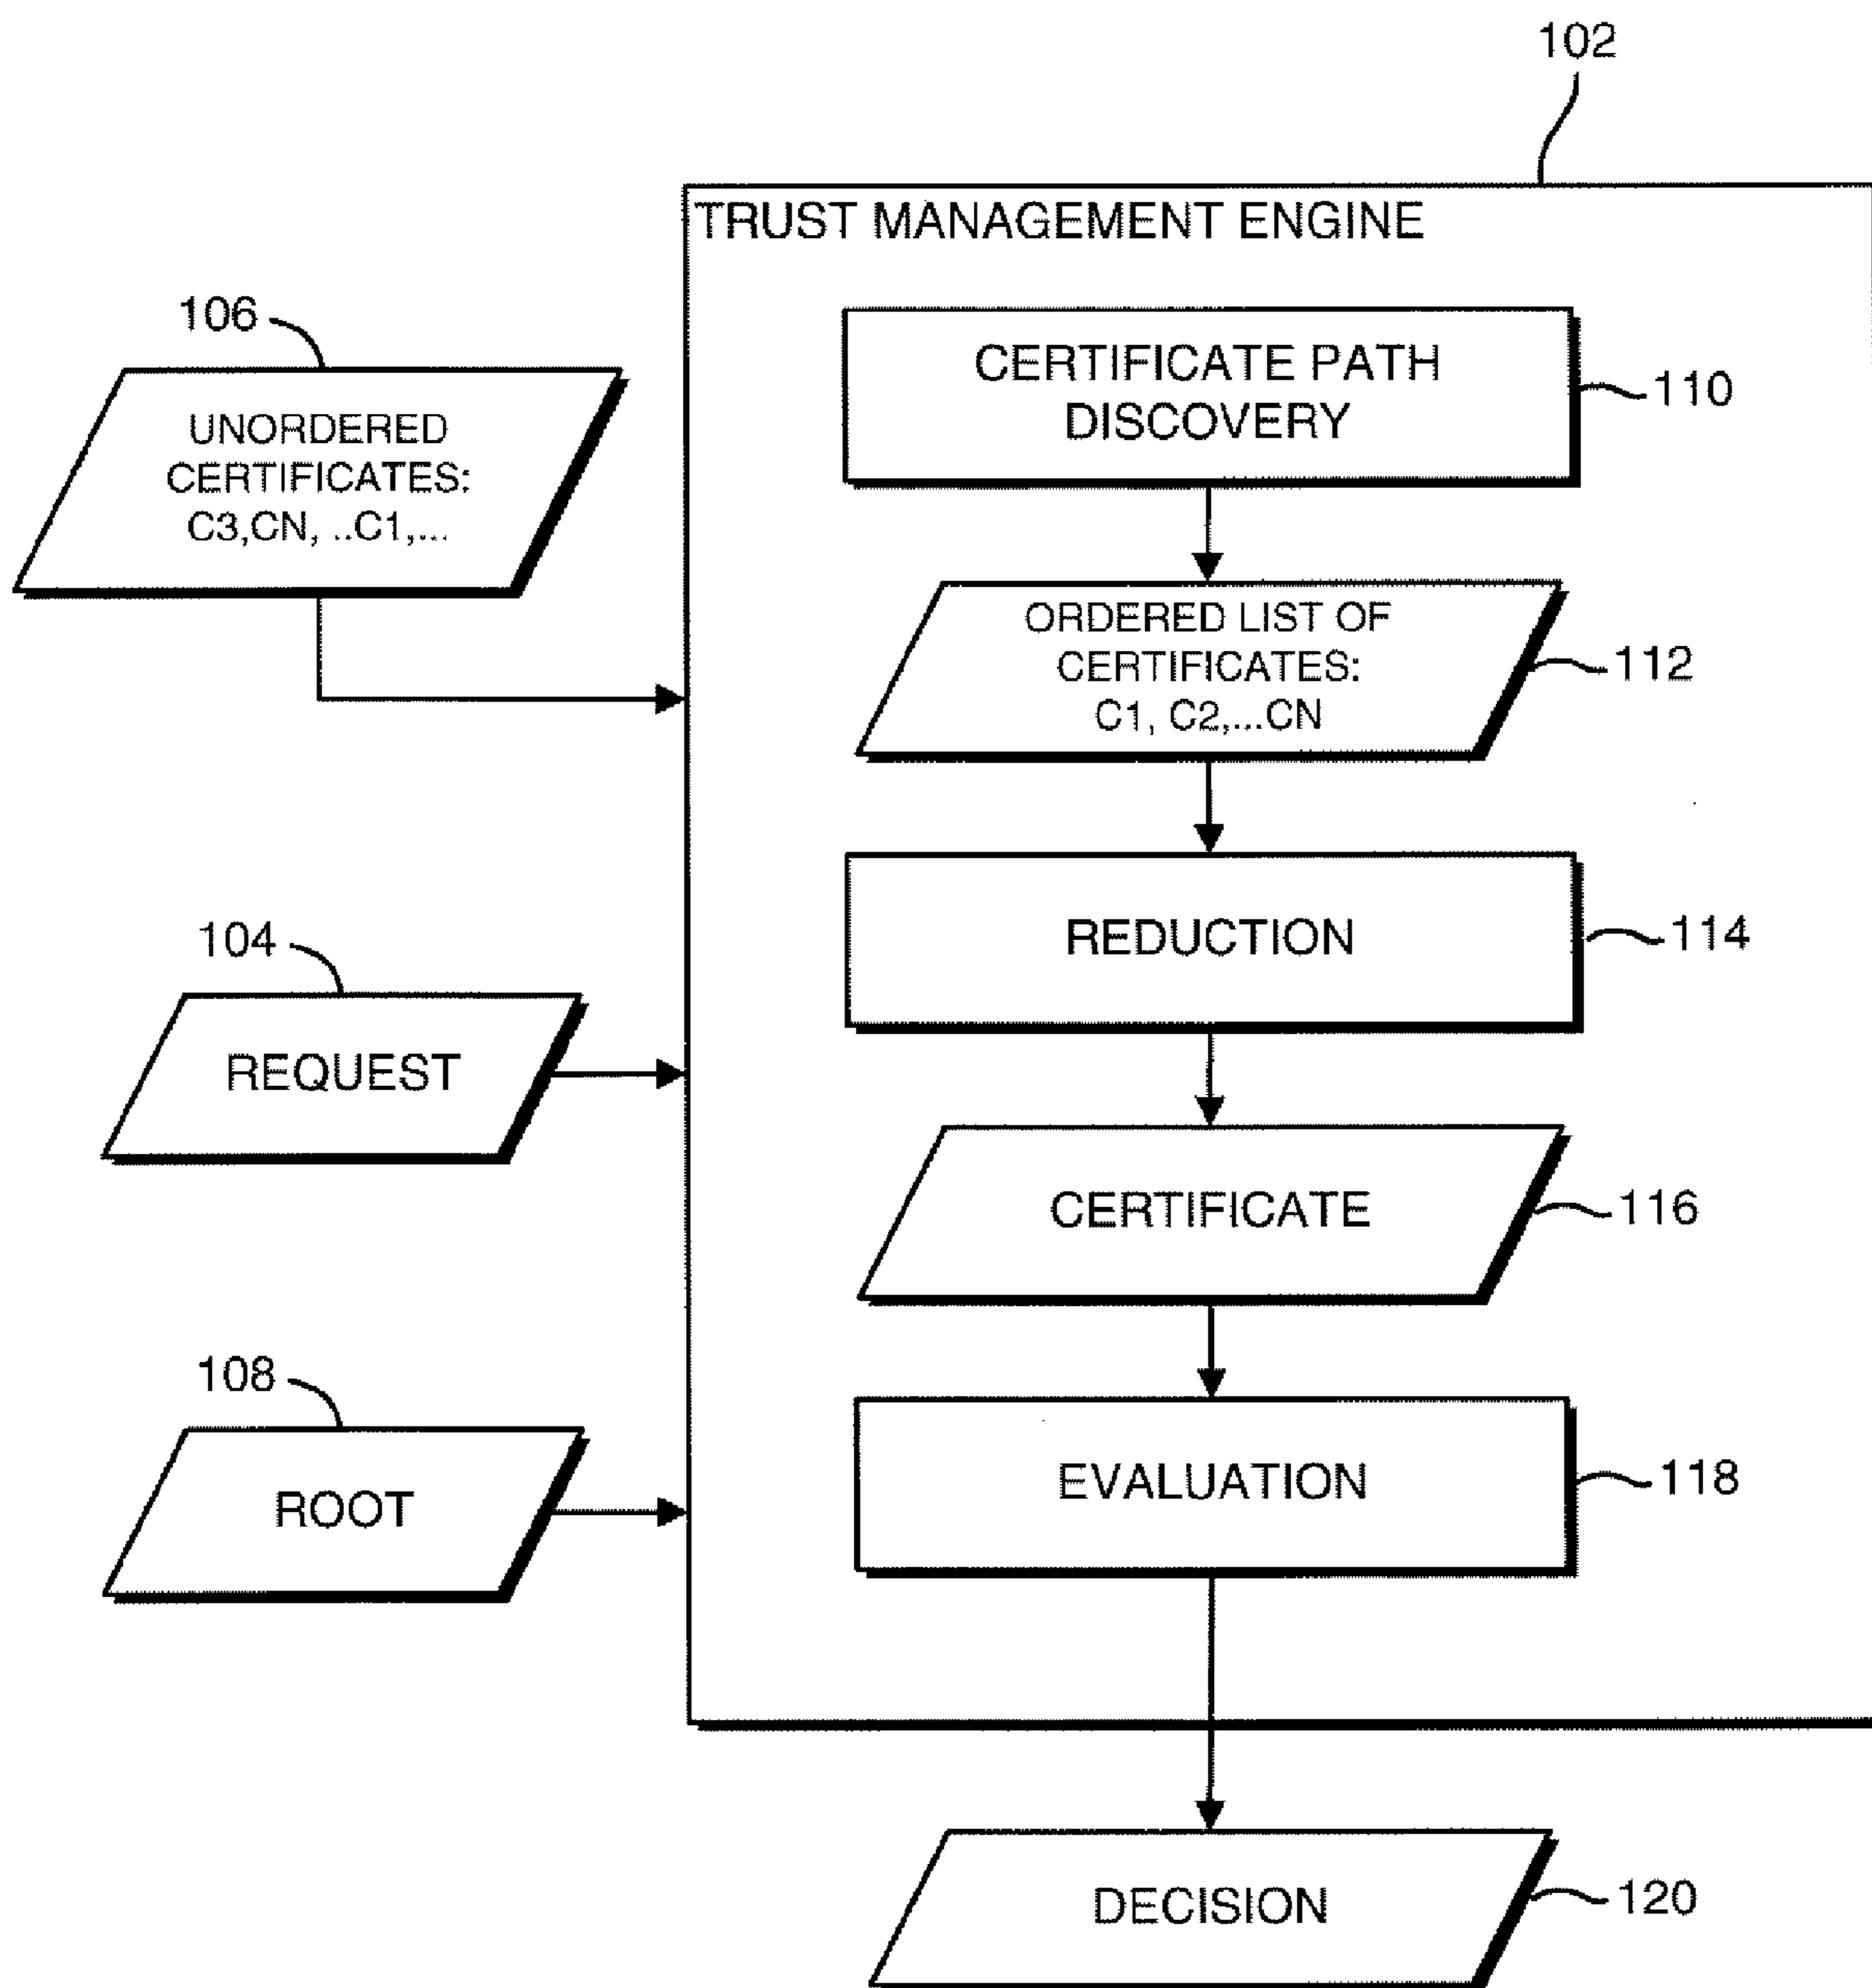 102
TRUST MANAGEMENT ENGINE
106
UNORDERED
CERTIFICATES:
C3,CN, ..C1,...
CERTIFICATE PATH
DISCOVERY
110
ORDERED LIST OF
CERTIFICATES:
C1, C2,...CN
112
104
REQUEST
REDUCTION
114
CERTIFICATE
116
108
ROOT
EVALUATION
118
DECISION
120